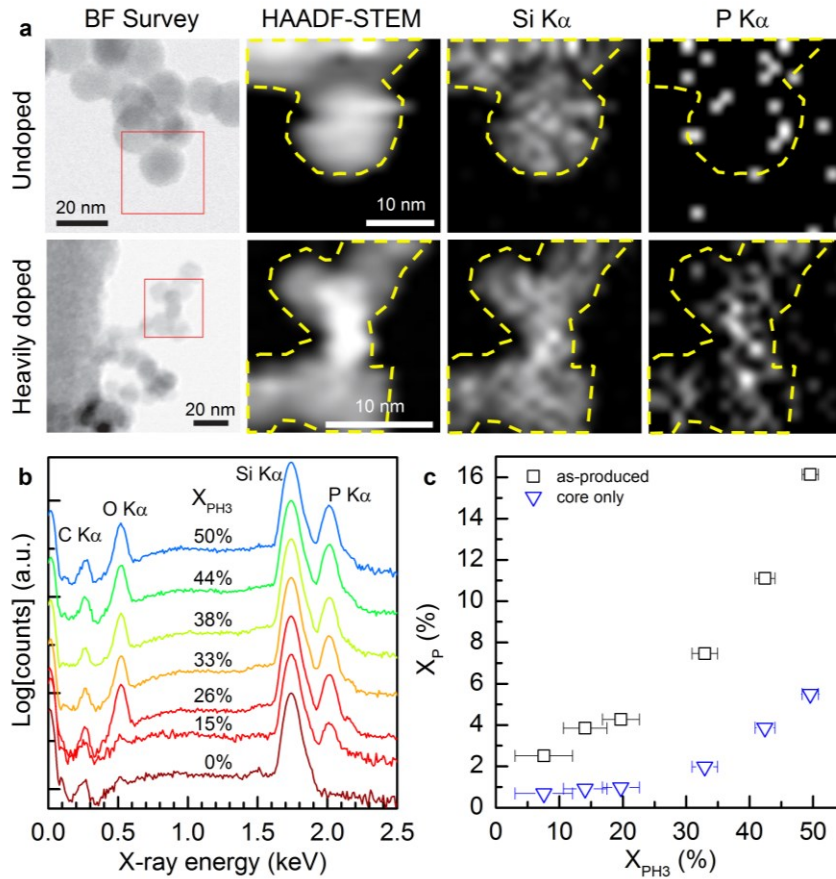 a
BF Survey
HAADF-STEM
Si Kα
P Kα
Undoped
20 nm
10 nm
Heavily doped
20 nm
10 nm
b
C Kα
O Kα
X_PH3
Si Kα
P Kα
50%
44%
38%
33%
26%
15%
0%
Log[counts] (a.u.)
0.0 0.5 1.0 1.5 2.0 2.5
X-ray energy (keV)
c
as-produced
core only
16
14
12
10
8
6
4
2
0
X_P (%)
0 10 20 30 40 50
X_PH3 (%)